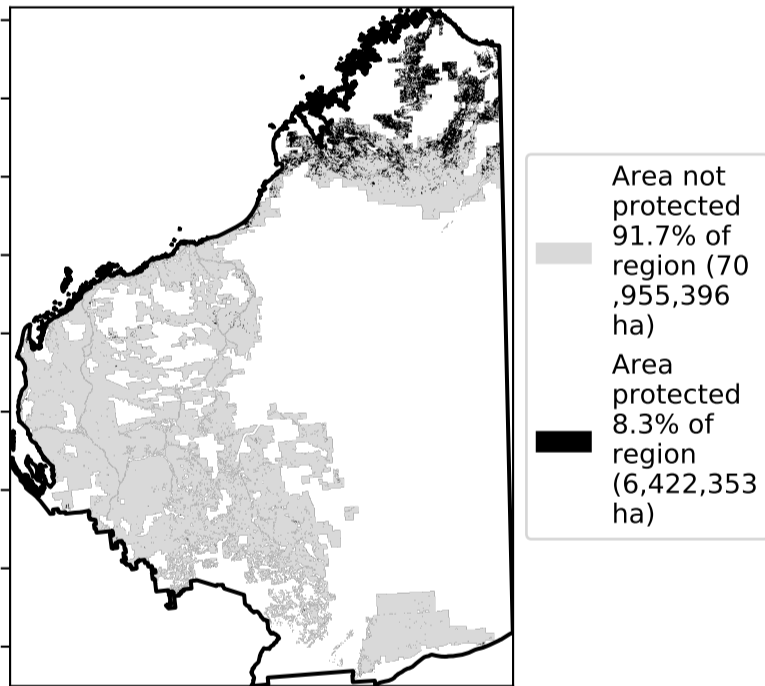 Area not
protected
91.7% of
region (70
,955,396
ha)
Area
protected
8.3% of
region
(6,422,353
ha)